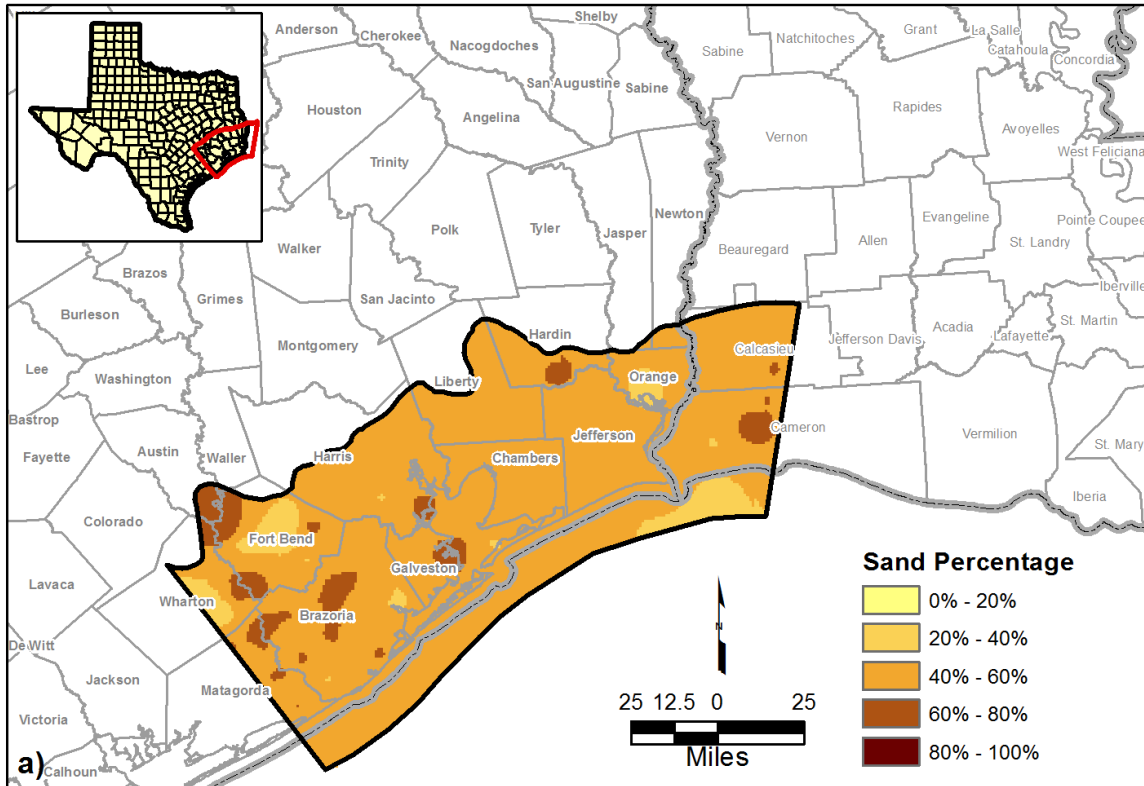 Shelby
Anderson
Cherokee
Nacogdoches
Sabine
Natchitoches
Grant
La Salle
Catahoula
Concordia
San Augustine
Sabine
Houston
Angelina
Rapides
Vernon
Avoyelles
West Feliciana
Trinity
Newton
Polk
Tyler
Jasper
Evangeline
Pointe Coupee
Walker
Beauregard
Allen
St. Landry
Brazos
Grimes
San Jacinto
Iberville
Burleson
Hardin
St. Martin
Montgomery
Calcasieu
Jefferson Davis
Acadia
Lafayette
Lee
Washington
Liberty
Orange
Bastrop
Jefferson
Cameron
Vermilion
St. Mary
Fayette
Austin
Waller
Harris
Chambers
Iberia
Colorado
Fort Bend
Galveston
Lavaca
Wharton
Brazoria
De Witt
Jackson
Matagorda
Victoria
Calhoun
a)
N
25 12.5 0 25
Miles
Sand Percentage
0% - 20%
20% - 40%
40% - 60%
60% - 80%
80% - 100%